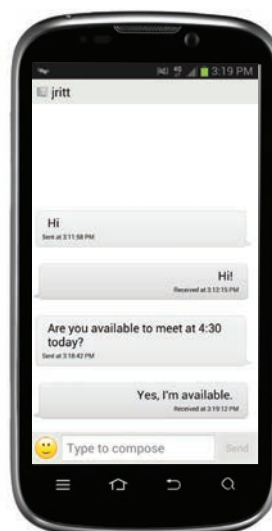 3:19 PM
jritt
Hi
Sent at 3:11:58 PM
Hi!
Received at 3:12:15 PM
Are you available to meet at 4:30
today?
Sent at 3:18:42 PM
Yes, I'm available.
Received at 3:19:12 PM
Type to compose
Send